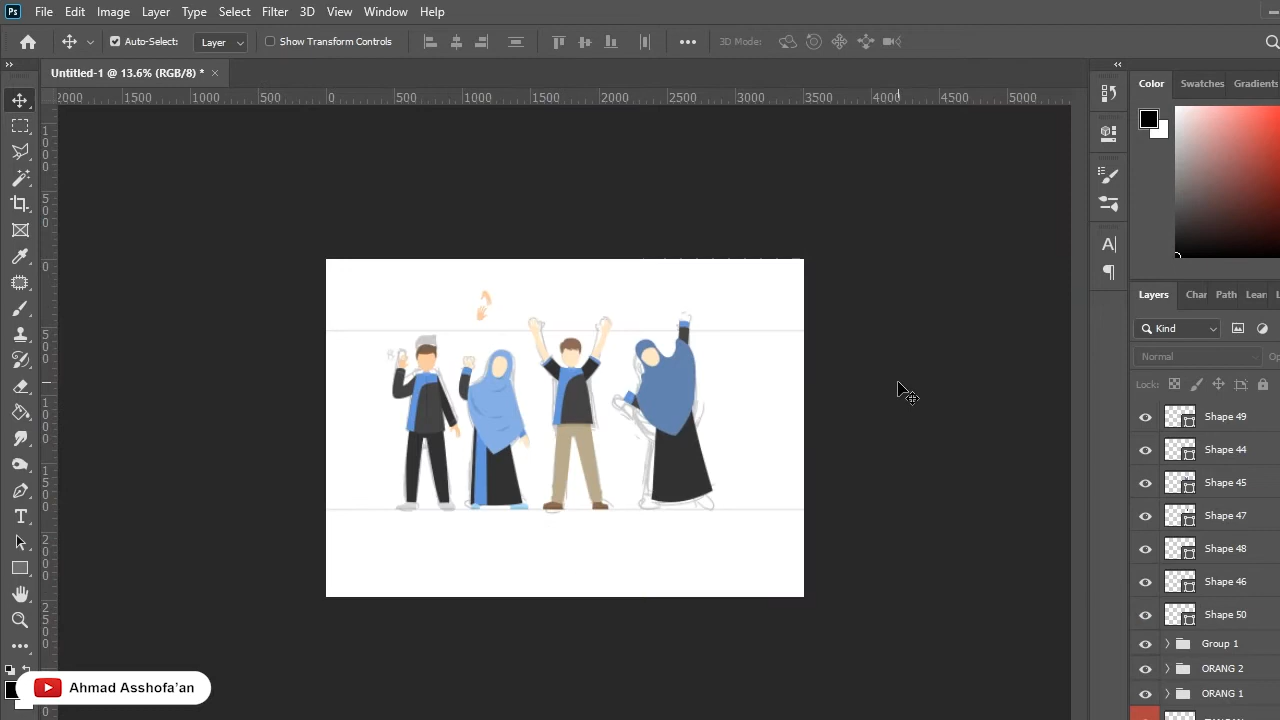 Ps File Edit Image Layer Type Select Filter 3D View Window Help
Auto-Select: Layer Show Transform Controls 3D Mode:
Untitled-1 @ 13.6% (RGB/8) *
2000 1500 1000 500 0 500 1000 1500 2000 2500 3000 3500 4000 4500 5000
Color Swatches Gradients
Layers Path
Kind
Normal
Lock:
Shape 49
Shape 44
Shape 45
Shape 47
Shape 48
Shape 46
Shape 50
Group 1
ORANG 2
ORANG 1
Ahmad Asshofa'an